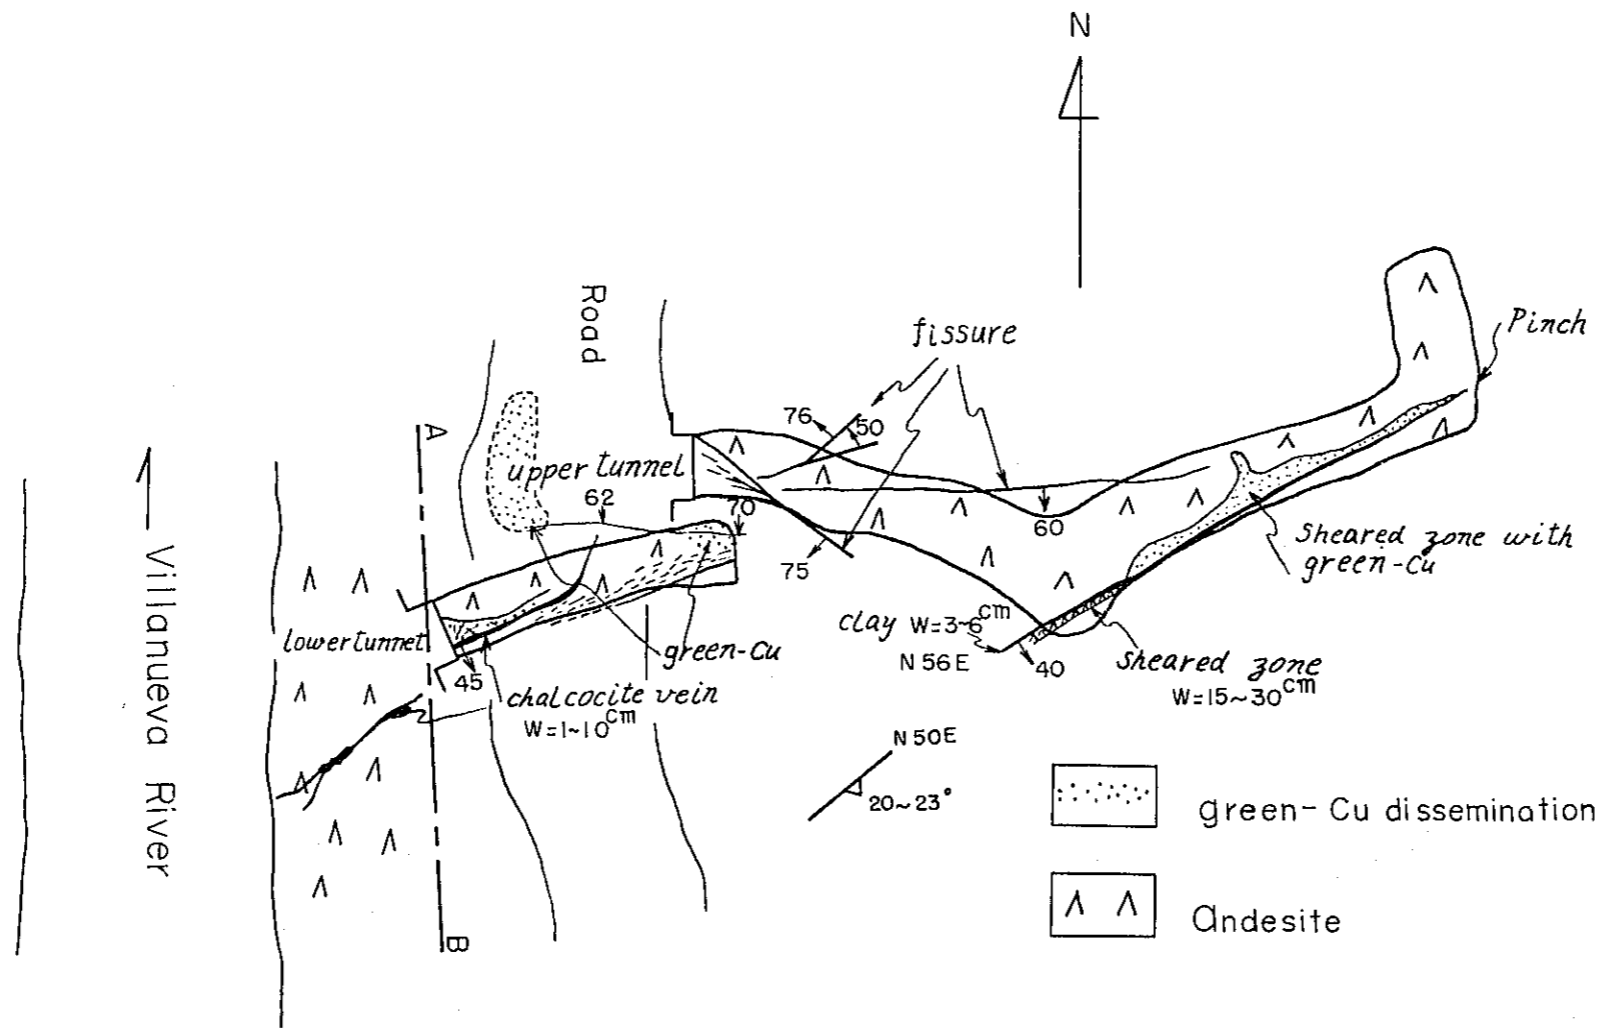 N
Road
fissure
Pinch
76
50
A
upper tunnel
62
70
60
75
Sheared zone with
green-Cu
clay W=3~6cm
N 56 E
40
Sheared zone
W=15~30cm
lower tunnet
green-Cu
45
chalcocite vein
W=1~10cm
Villanueva River
N 50 E
20~23°
green-Cu dissemination
andesite
B